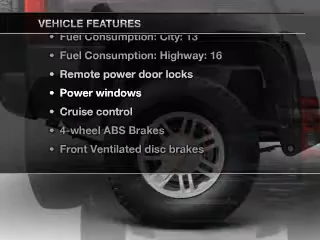 VEHICLE FEATURES
• Fuel Consumption: City: 13
• Fuel Consumption: Highway: 16
• Remote power door locks
• Power windows
• Cruise control
• 4-wheel ABS Brakes
• Front Ventilated disc brakes